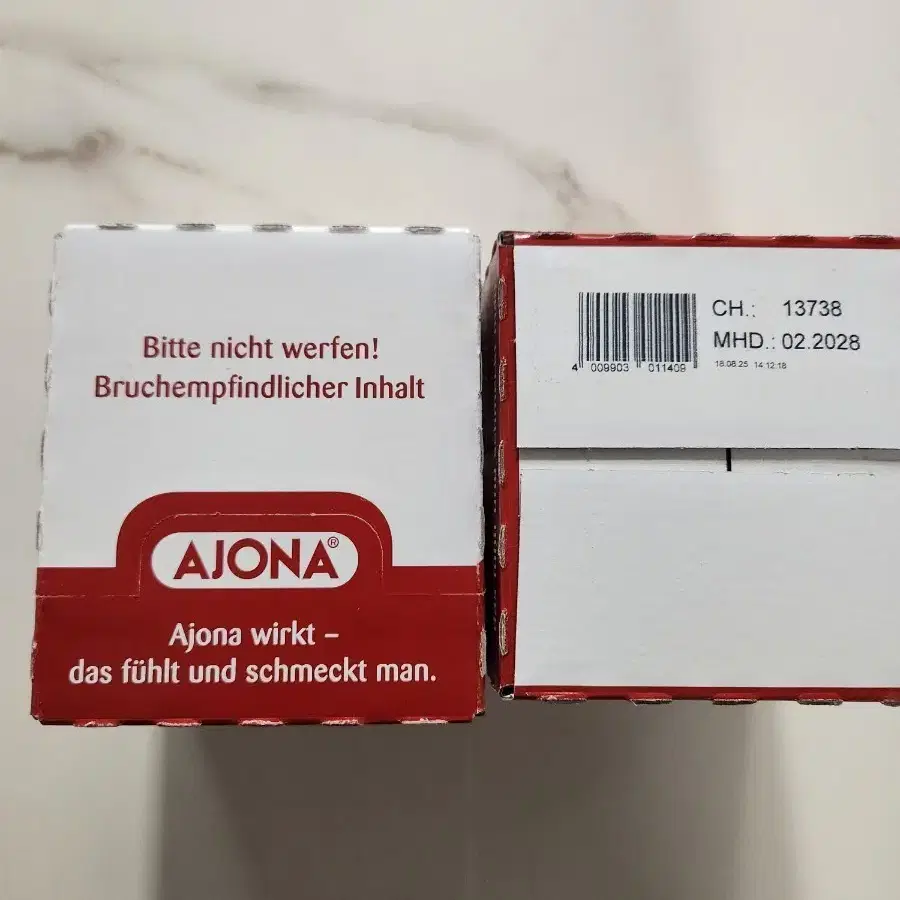 Bitte nicht werfen!
Bruchempfindlicher Inhalt
AJONA®
Ajona wirkt –
das fühlt und schmeckt man.
CH.: 13738
MHD.: 02.2028
18.08.25 14:12:18
4 009903 011409